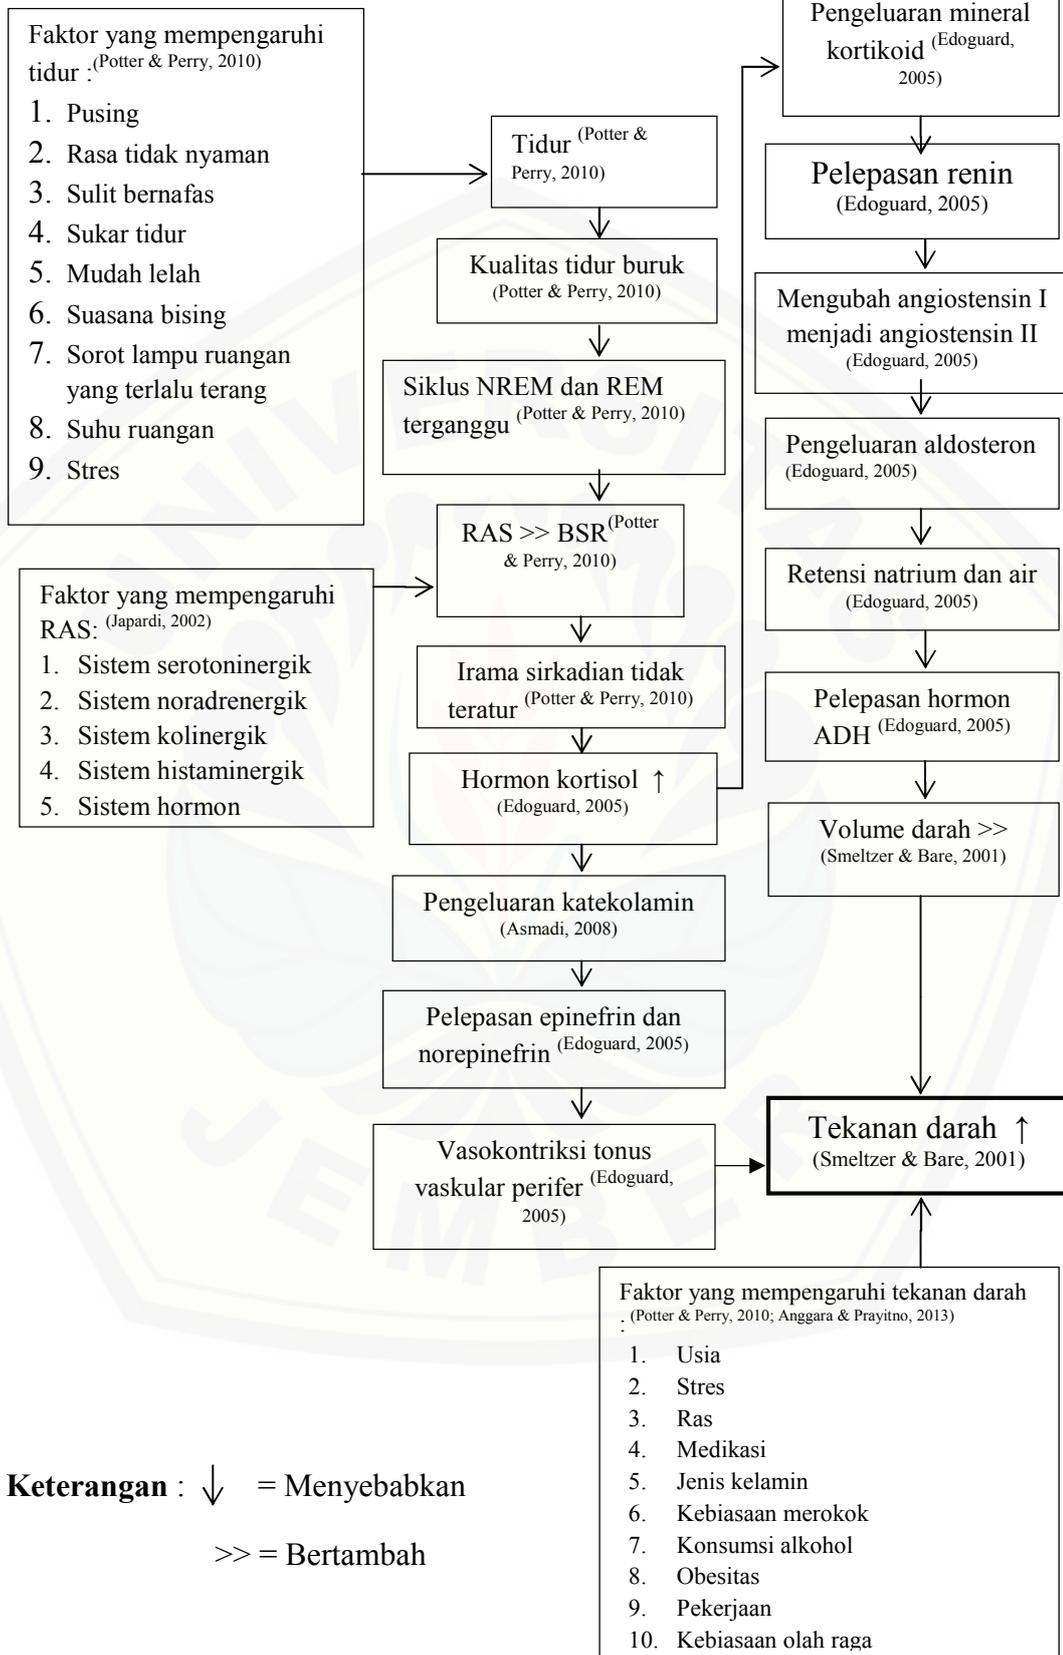 Faktor yang mempengaruhi
tidur :(Potter & Perry, 2010)
1. Pusing
2. Rasa tidak nyaman
3. Sulit bernafas
4. Sukar tidur
5. Mudah lelah
6. Suasana bising
7. Sorot lampu ruangan
yang terlalu terang
8. Suhu ruangan
9. Stres
Faktor yang mempengaruhi
RAS: (Japardi, 2002)
1. Sistem serotoninergik
2. Sistem noradrenergik
3. Sistem kolinergik
4. Sistem histaminergik
5. Sistem hormon
Tidur (Potter &
Perry, 2010)
Kualitas tidur buruk
(Potter & Perry, 2010)
Siklus NREM dan REM
terganggu (Potter & Perry, 2010)
RAS >> BSR(Potter
& Perry, 2010)
Irama sirkadian tidak
teratur (Potter & Perry, 2010)
Hormon kortisol ↑
(Edoguard, 2005)
Pengeluaran katekolamin
(Asmadi, 2008)
Pelepasan epinefrin dan
norepinefrin (Edoguard, 2005)
Vasokontriksi tonus
vaskular perifer (Edoguard,
2005)
Pengeluaran mineral
kortikoid (Edoguard,
2005)
Pelepasan renin
(Edoguard, 2005)
Mengubah angiostensin I
menjadi angiostensin II
(Edoguard, 2005)
Pengeluaran aldosteron
(Edoguard, 2005)
Retensi natrium dan air
(Edoguard, 2005)
Pelepasan hormon
ADH (Edoguard, 2005)
Volume darah >>
(Smeltzer & Bare, 2001)
Tekanan darah ↑
(Smeltzer & Bare, 2001)
Faktor yang mempengaruhi tekanan darah
: (Potter & Perry, 2010; Anggara & Prayitno, 2013)
1. Usia
2. Stres
3. Ras
4. Medikasi
5. Jenis kelamin
6. Kebiasaan merokok
7. Konsumsi alkohol
8. Obesitas
9. Pekerjaan
10. Kebiasaan olah raga
Keterangan : ↓ = Menyebabkan
>> = Bertambah
UNIVERSITAS
JEMBER